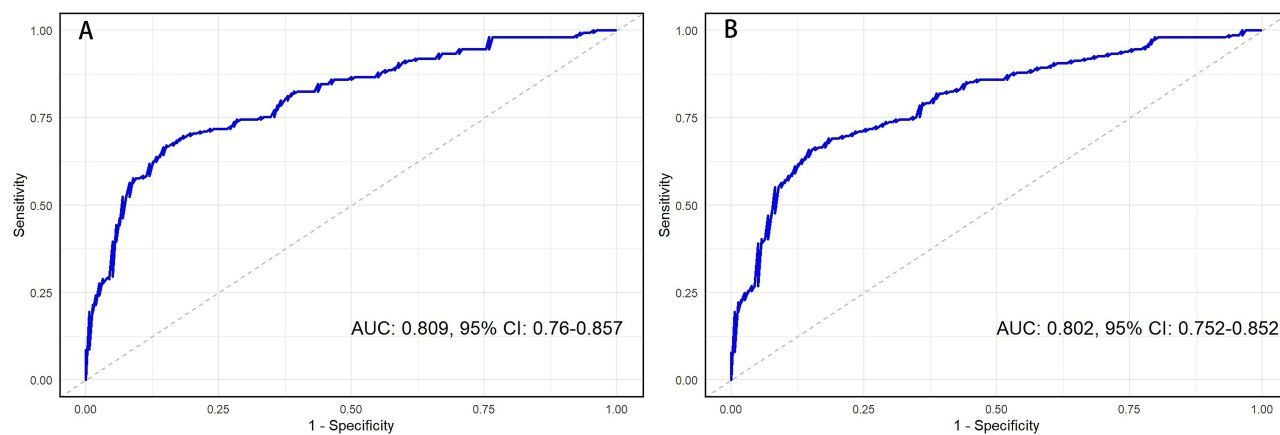 A
1.00
0.75
0.50
0.25
0.00
Sensitivity
AUC: 0.809, 95% CI: 0.76-0.857
0.00 0.25 0.50 0.75 1.00
1 - Specificity
B
1.00
0.75
0.50
0.25
0.00
Sensitivity
AUC: 0.802, 95% CI: 0.752-0.852
0.00 0.25 0.50 0.75 1.00
1 - Specificity